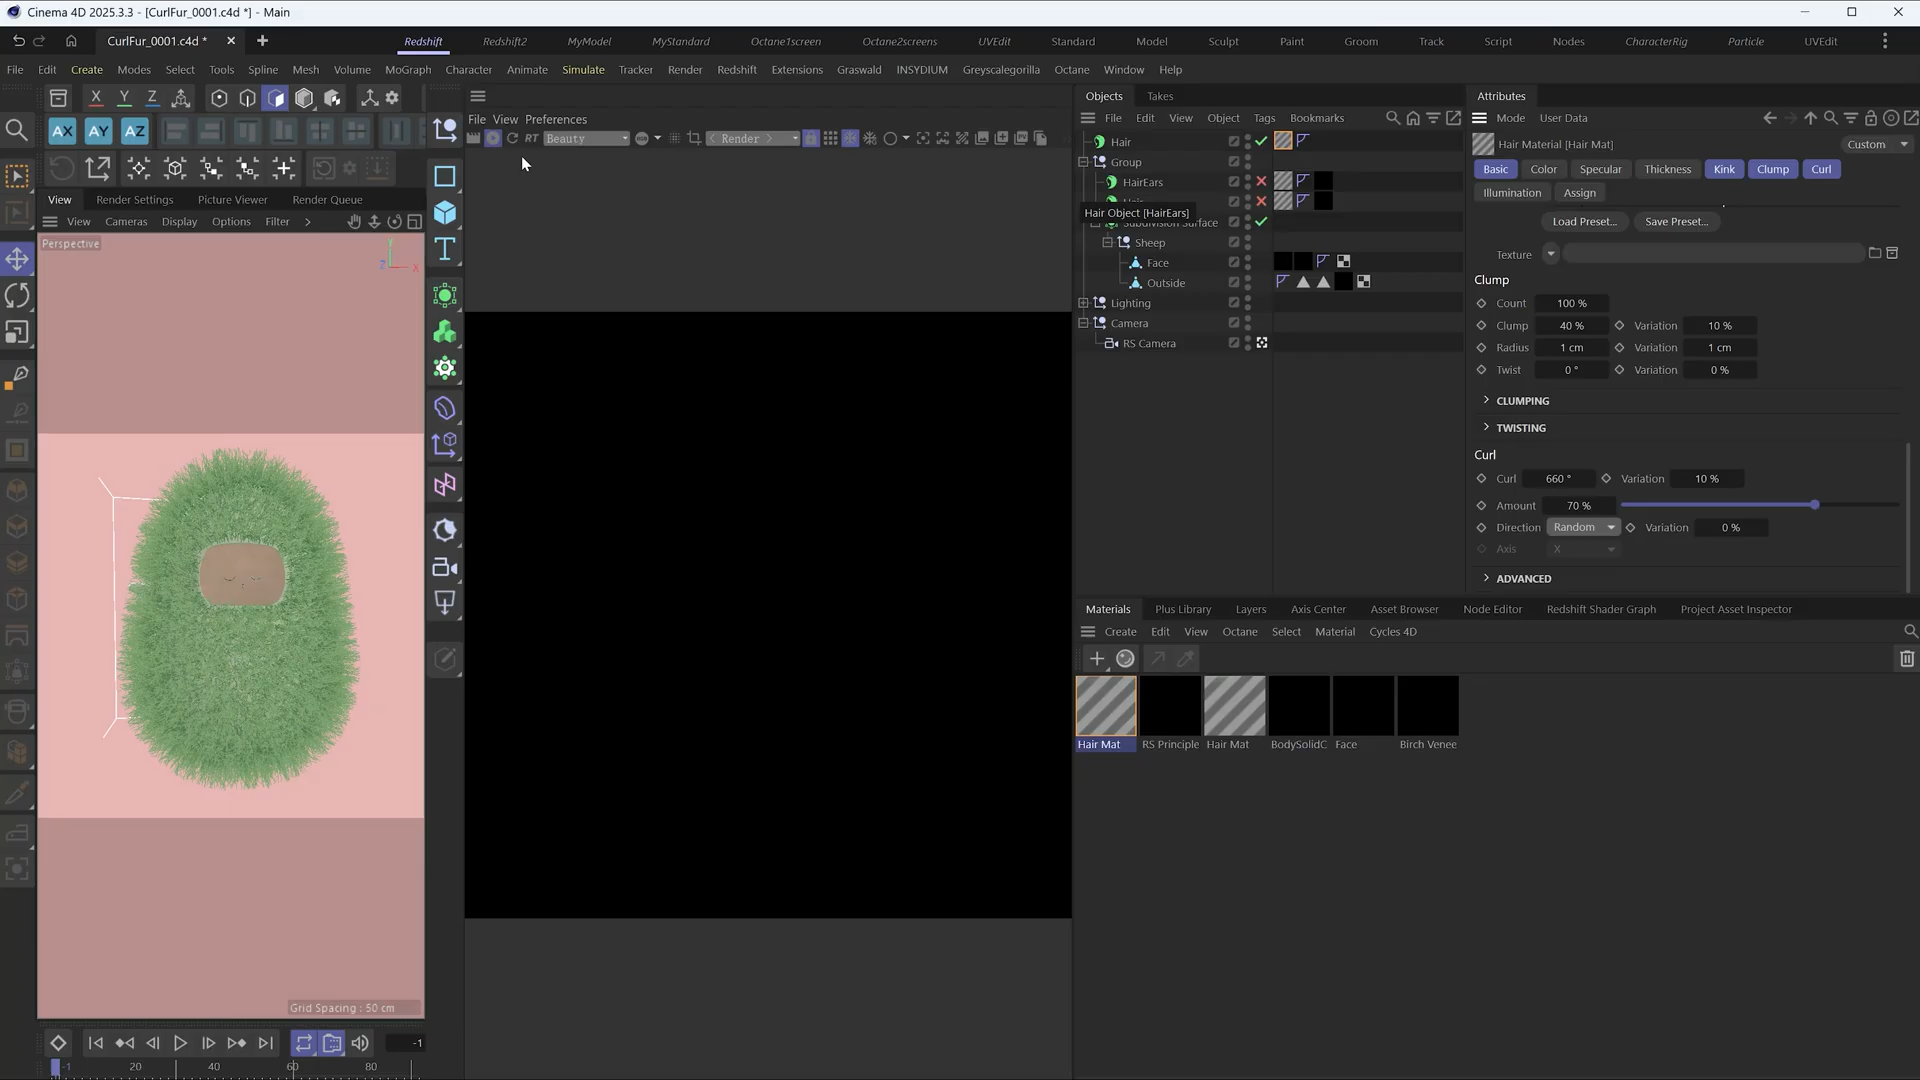 Cinema 4D 2025.3.3 - [CurlFur_0001.c4d *] - Main
CurlFur_0001.c4d *
Redshift
Redshift2
MyModel
MyStandard
Octane1screen
Octane2screens
UVEdit
Standard
Model
Sculpt
Paint
Groom
Track
Script
Nodes
CharacterRig
Particle
UVEdit
File
Edit
Create
Modes
Select
Tools
Spline
Mesh
Volume
MoGraph
Character
Animate
Simulate
Tracker
Render
Redshift
Extensions
Graswald
INSYDIUM
Greyscalegorilla
Octane
Window
Help
X
Y
Z
AX
AY
AZ
View
Render Settings
Picture Viewer
Render Queue
View
Cameras
Display
Options
Filter
Perspective
Y
Z
X
Grid Spacing : 50 cm
-1
-1
20
40
60
80
File
View
Preferences
RT
Beauty
< Render >
Objects
Takes
File
Edit
View
Object
Tags
Bookmarks
Hair
Group
HairEars
Hair Object [HairEars]
Subdivision Surface
Sheep
Face
Outside
Lighting
Camera
RS Camera
Attributes
Mode
User Data
Hair Material [Hair Mat]
Custom
Basic
Color
Specular
Thickness
Kink
Clump
Curl
Illumination
Assign
Load Preset...
Save Preset...
Texture
Clump
Count 100 %
Clump 40 % Variation 10 %
Radius 1 cm Variation 1 cm
Twist 0 ° Variation 0 %
CLUMPING
TWISTING
Curl
Curl 660 ° Variation 10 %
Amount 70 %
Direction Random Variation 0 %
Axis X
ADVANCED
Materials
Plus Library
Layers
Axis Center
Asset Browser
Node Editor
Redshift Shader Graph
Project Asset Inspector
Create
Edit
View
Octane
Select
Material
Cycles 4D
Hair Mat
RS Principle
Hair Mat
BodySolidC
Face
Birch Venee